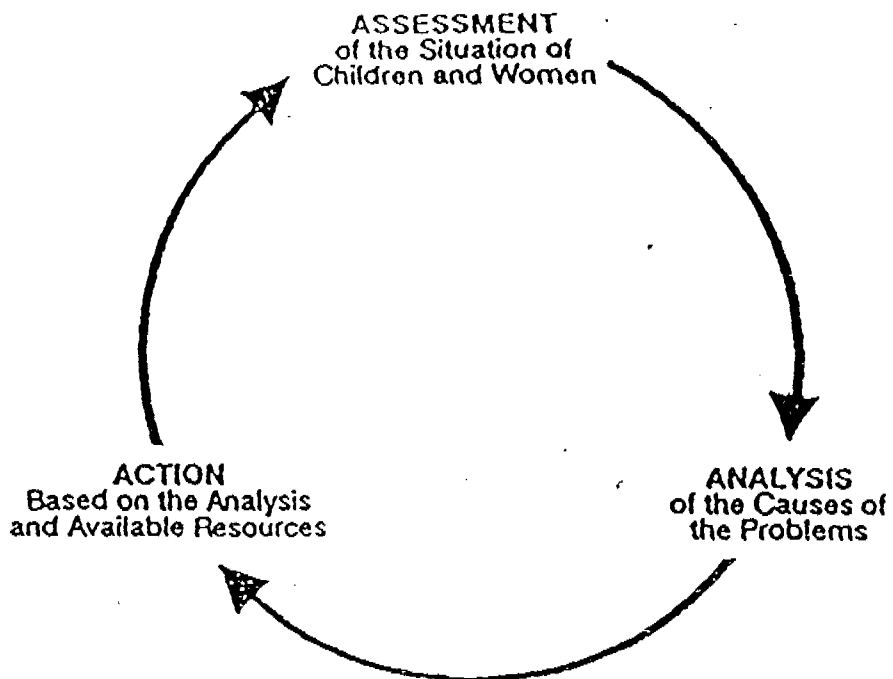 ASSESSMENT
of the Situation of
Children and Women
ANALYSIS
of the Causes of
the Problems
ACTION
Based on the Analysis
and Available Resources